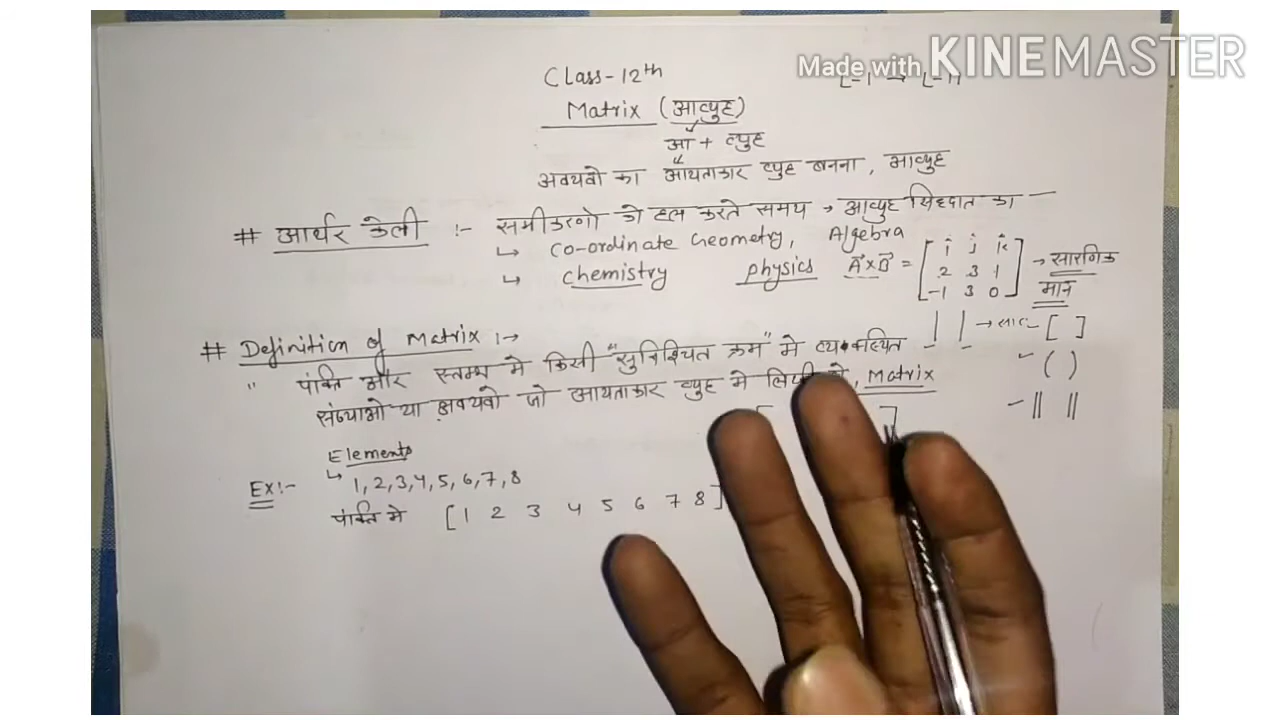 Made with KINEMASTER
Class-12th
Matrix (आव्युह)
आ + व्युह
अवयवो का आयताकार व्युह बनना, आव्युह
# आर्थर केली :- समीकरणो को हल करते समय → आव्युह सिद्दात का
↳ co-ordinate Geometry, Algebra
↳ chemistry physics A⃗×B⃗ = [ i j k
2 3 1
-1 3 0 ] → सारणिक
मान
# Definition of Matrix :→ | | → [ ]
" पंक्ति और स्तम्भ मे किसी "सुनिश्चित क्रम" मे व्यवस्थित
( )
संख्याओ या अवयवो जो आयताकार व्युह मे, Matrix
|| ||
[ ]
Elements
Ex:- ↳ 1, 2, 3, 4, 5, 6, 7, 8
पंक्ति मे [1 2 3 4 5 6 7 8]